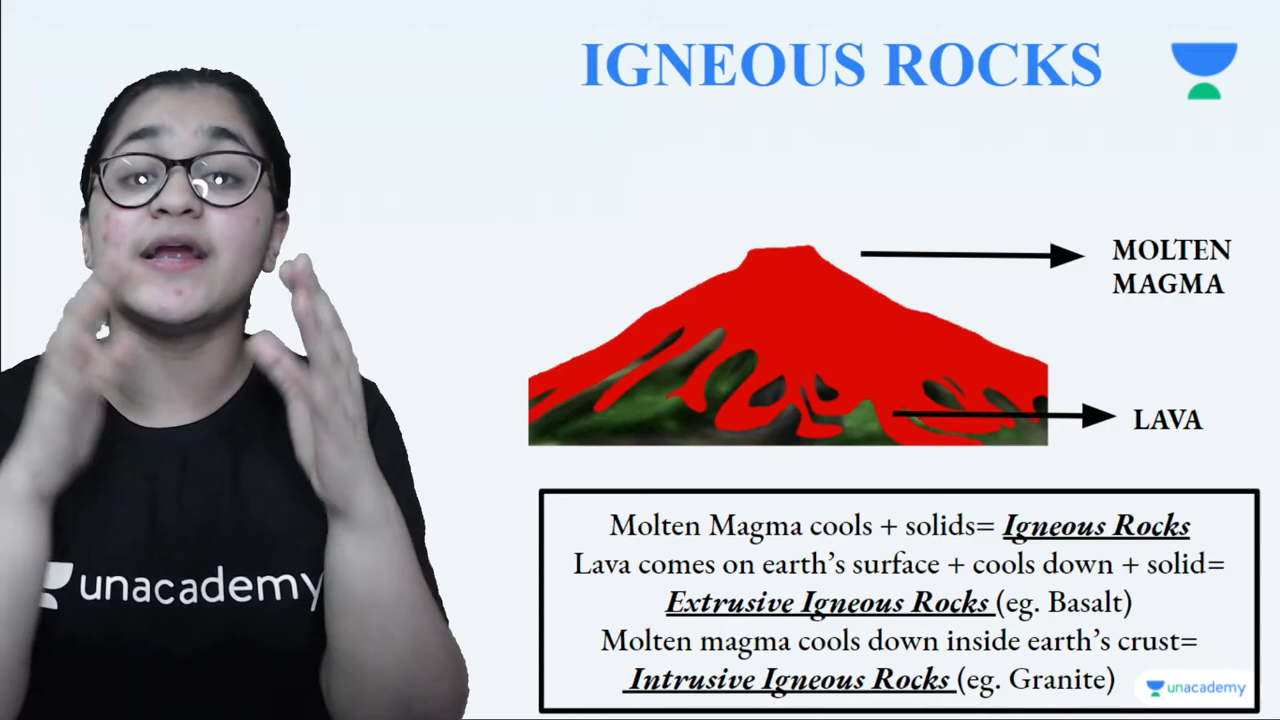 IGNEOUS ROCKS
MOLTEN
MAGMA
LAVA
Molten Magma cools + solids= Igneous Rocks
Lava comes on earth’s surface + cools down + solid=
Extrusive Igneous Rocks (eg. Basalt)
Molten magma cools down inside earth’s crust=
Intrusive Igneous Rocks (eg. Granite)
unacademy
unacademy